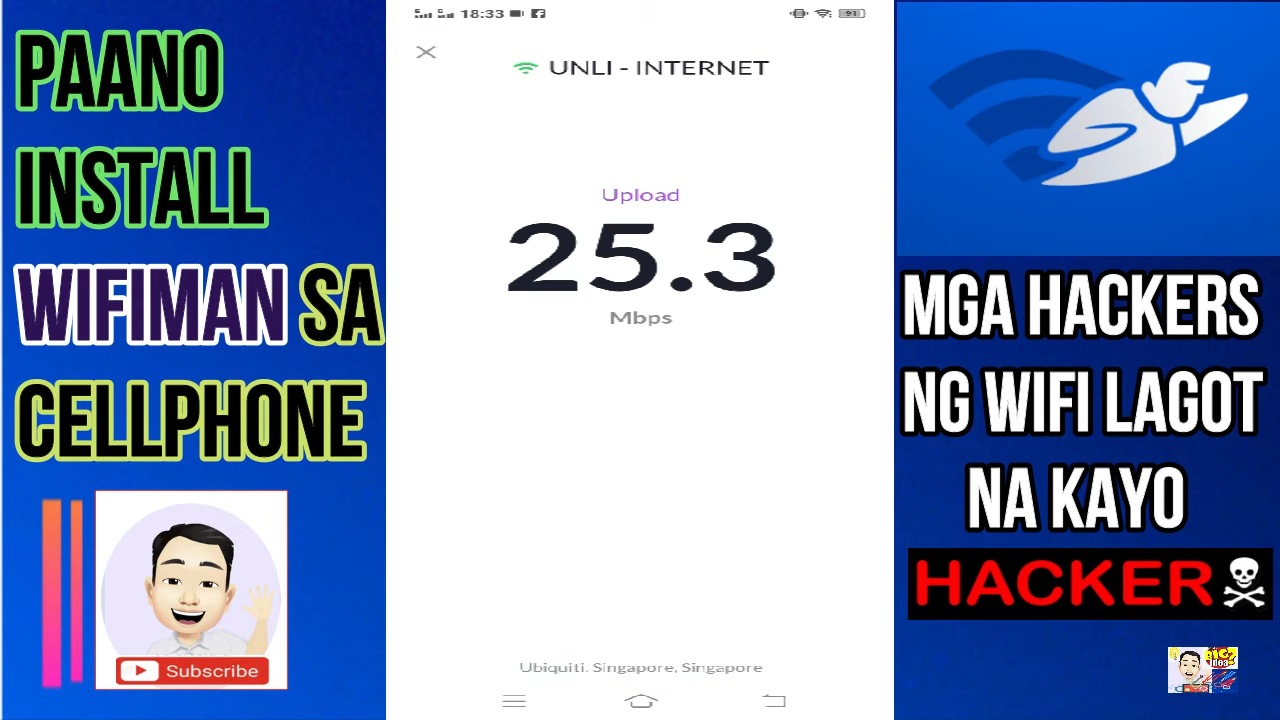 PAANO
INSTALL
WIFIMAN SA
CELLPHONE
Subscribe
18:33
91
UNLI - INTERNET
Upload
25.3
Mbps
Ubiquiti. Singapore, Singapore
MGA HACKERS
NG WIFI LAGOT
NA KAYO
HACKER